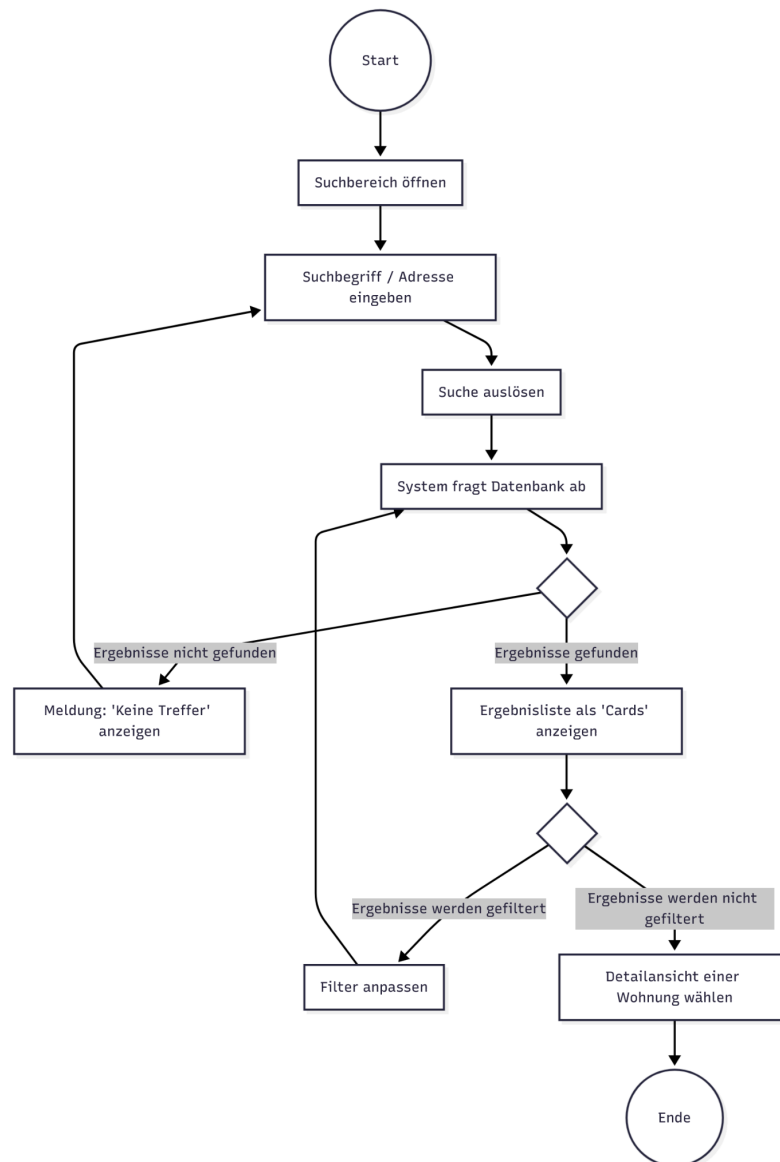 Start
Suchbereich öffnen
Suchbegriff / Adresse
eingeben
Suche auslösen
System fragt Datenbank ab
Ergebnisse nicht gefunden
Ergebnisse gefunden
Meldung: 'Keine Treffer'
anzeigen
Ergebnisliste als 'Cards'
anzeigen
Ergebnisse werden gefiltert
Ergebnisse werden nicht
gefiltert
Filter anpassen
Detailansicht einer
Wohnung wählen
Ende